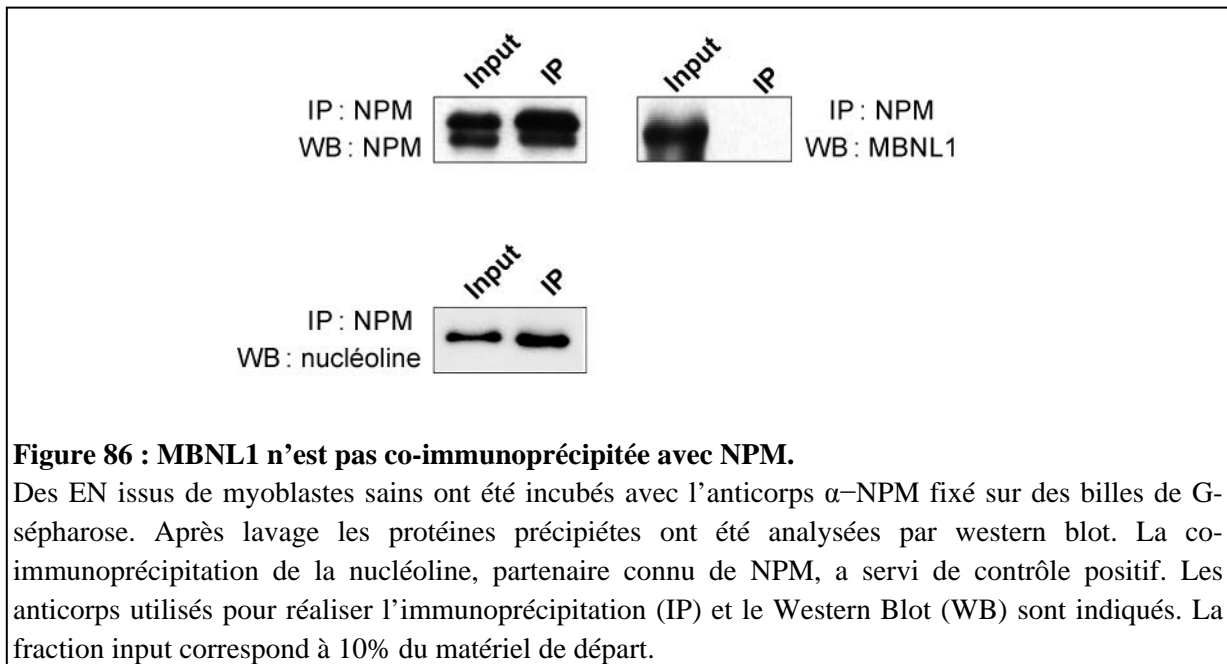 Input IP
IP : NPM
WB : NPM
Input IP
IP : NPM
WB : MBNL1
Input IP
IP : NPM
WB : nucléoline
Figure 86 : MBNL1 n’est pas co-immunoprécipitée avec NPM.
Des EN issus de myoblastes sains ont été incubés avec l’anticorps α−NPM fixé sur des billes de G-
sépharose. Après lavage les protéines précipiétes ont été analysées par western blot. La co-
immunoprécipitation de la nucléoline, partenaire connu de NPM, a servi de contrôle positif. Les
anticorps utilisés pour réaliser l’immunoprécipitation (IP) et le Western Blot (WB) sont indiqués. La
fraction input correspond à 10% du matériel de départ.